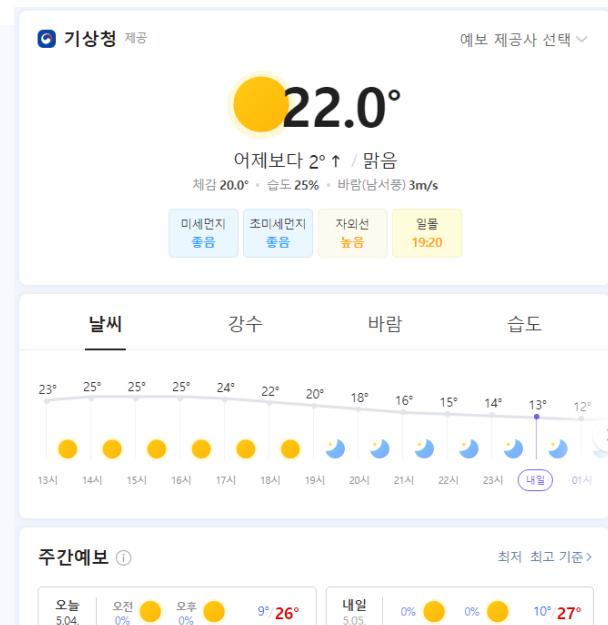 기상청 제공
예보 제공사 선택
22.0°
어제보다 2° ↑ / 맑음
체감 20.0° • 습도 25% • 바람(남서풍) 3m/s
미세먼지 초미세먼지 자외선 일몰
좋음 좋음 높음 19:20
날씨 강수 바람 습도
23° 25° 25° 25° 24° 22° 20° 18° 16° 15° 14° 13° 12°
13시 14시 15시 16시 17시 18시 19시 20시 21시 22시 23시 내일 01시
주간예보
최저 최고 기준 >
오늘 오전 오후 9°/26° 내일 0% 0% 10°/27°
5.04. 0% 0% 5.05.